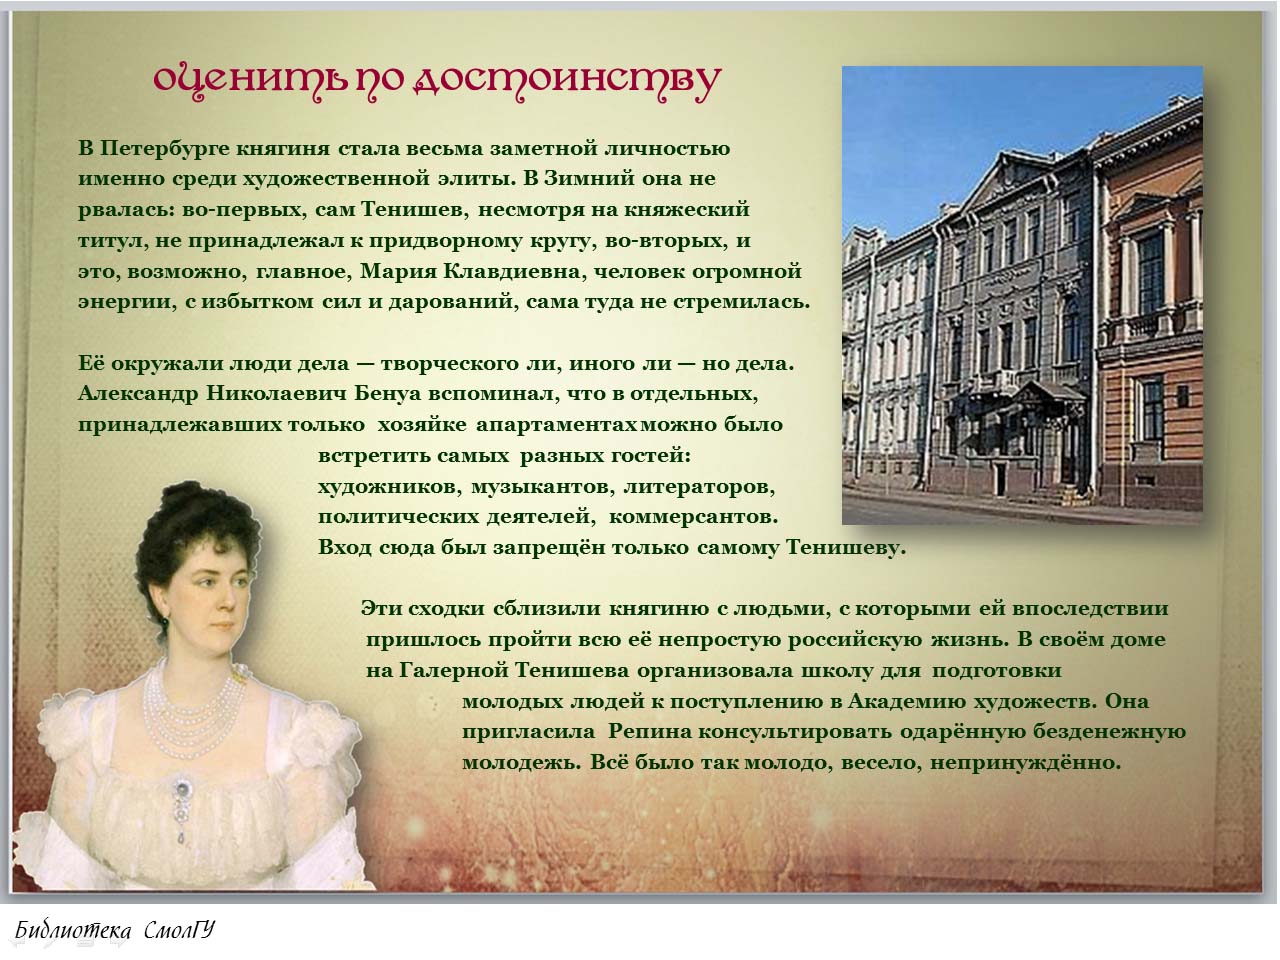 оценить по достоинству
В Петербурге княгиня стала весьма заметной личностью
именно среди художественной элиты. В Зимний она не
рвалась: во-первых, сам Тенишев, несмотря на княжеский
титул, не принадлежал к придворному кругу, во-вторых, и
это, возможно, главное, Мария Клавдиевна, человек огромной
энергии, с избытком сил и дарований, сама туда не стремилась.
Её окружали люди дела — творческого ли, иного ли — но дела.
Александр Николаевич Бенуа вспоминал, что в отдельных,
принадлежавших только хозяйке апартаментах можно было
встретить самых разных гостей:
художников, музыкантов, литераторов,
политических деятелей, коммерсантов.
Вход сюда был запрещён только самому Тенишеву.
Эти сходки сблизили княгиню с людьми, с которыми ей впоследствии
пришлось пройти всю её непростую российскую жизнь. В своём доме
на Галерной Тенишева организовала школу для подготовки
молодых людей к поступлению в Академию художеств. Она
пригласила Репина консультировать одарённую безденежную
молодежь. Всё было так молодо, весело, непринуждённо.
Библиотека СмолГУ